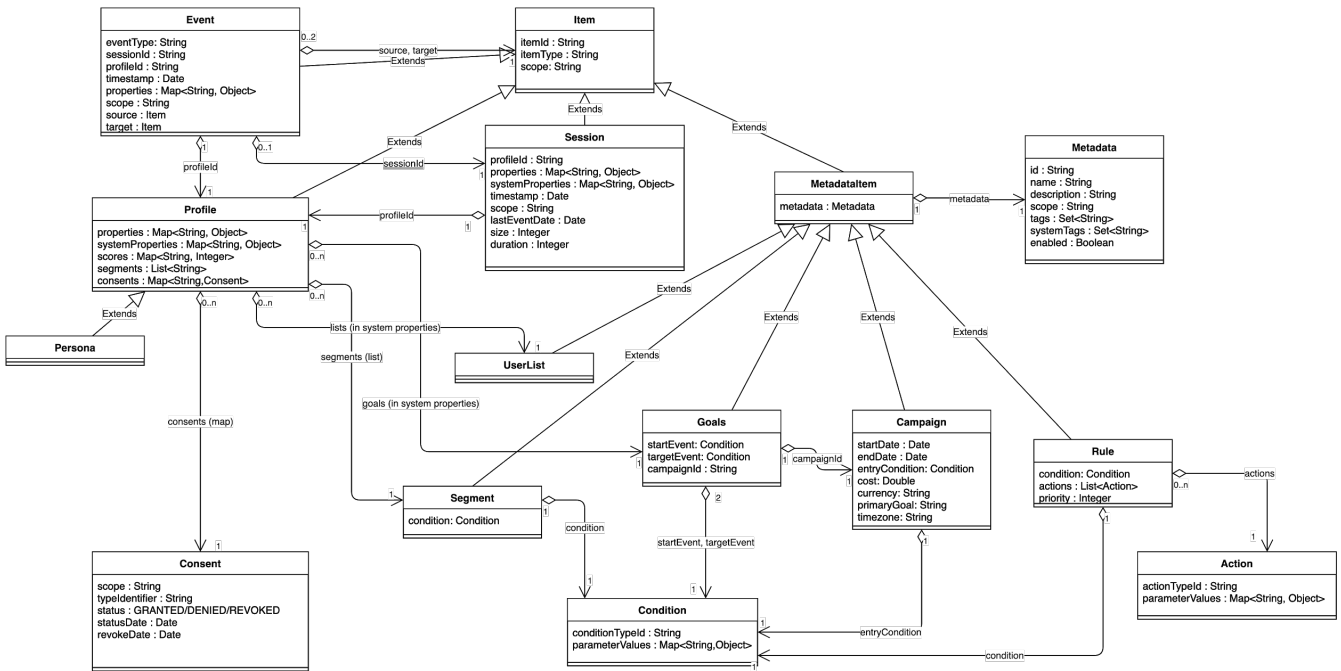 Event
eventType: String
sessionId : String
profileId : String
timestamp : Date
properties : Map<String, Object>
scope : String
source : Item
target : Item
0..2
source, target
Extends
1
Item
itemId : String
itemType : String
scope: String
1
profileId
1
0..1
sessionId
1
Extends
Extends
Extends
Session
profileId : String
properties : Map<String, Object>
systemProperties : Map<String, Object>
timestamp : Date
scope : String
lastEventDate : Date
size : Integer
duration : Integer
Metadata
id : String
name : String
description : String
scope : String
tags : Set<String>
systemTags : Set<String>
enabled : Boolean
MetadataItem
metadata : Metadata
1
metadata
1
Profile
properties : Map<String, Object>
systemProperties : Map<String, Object>
scores : Map<String, Integer>
segments : List<String>
consents : Map<String,Consent>
1
profileId
1
0..n
0..n
0..n
0..n
Extends
Persona
lists (in system properties)
1
segments (list)
goals (in system properties)
consents (map)
UserList
Extends
Extends
Extends
Extends
Extends
Goals
startEvent: Condition
targetEvent: Condition
campaignId : String
1
1
campaignId
1
2
Campaign
startDate : Date
endDate : Date
entryCondition: Condition
cost: Double
currency: String
primaryGoal: String
timezone: String
1
Rule
condition: Condition
actions : List<Action>
priority : Integer
0..n
actions
1
1
Segment
condition: Condition
1
1
condition
1
startEvent, targetEvent
1
1
Consent
scope : String
typeIdentifier : String
status : GRANTED/DENIED/REVOKED
statusDate : Date
revokeDate : Date
Condition
conditionTypeId : String
parameterValues : Map<String,Object>
1
entryCondition
condition
1
Action
actionTypeId : String
parameterValues : Map<String, Object>